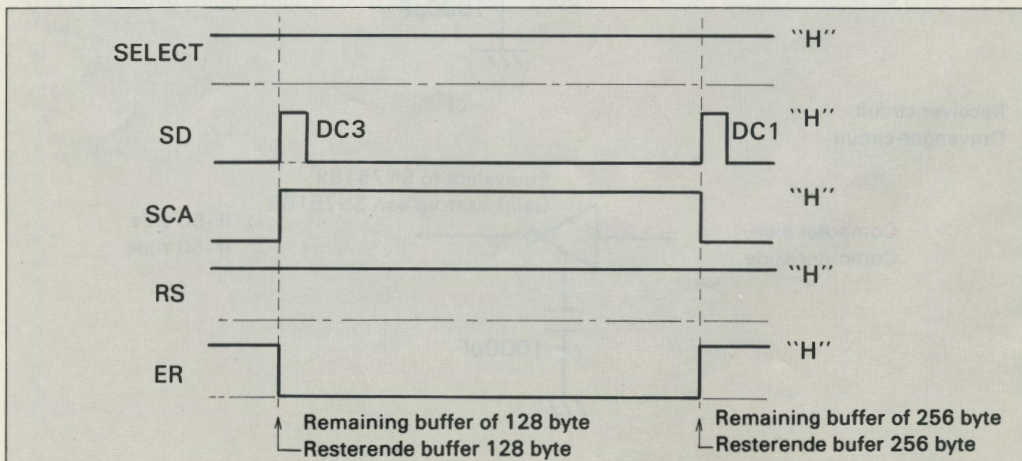 SELECT "H"
SD DC3 DC1 "H"
SCA "H"
RS "H"
ER "H"
Remaining buffer of 128 byte
Resterende buffer 128 byte
Remaining buffer of 256 byte
Resterende bufer 256 byte